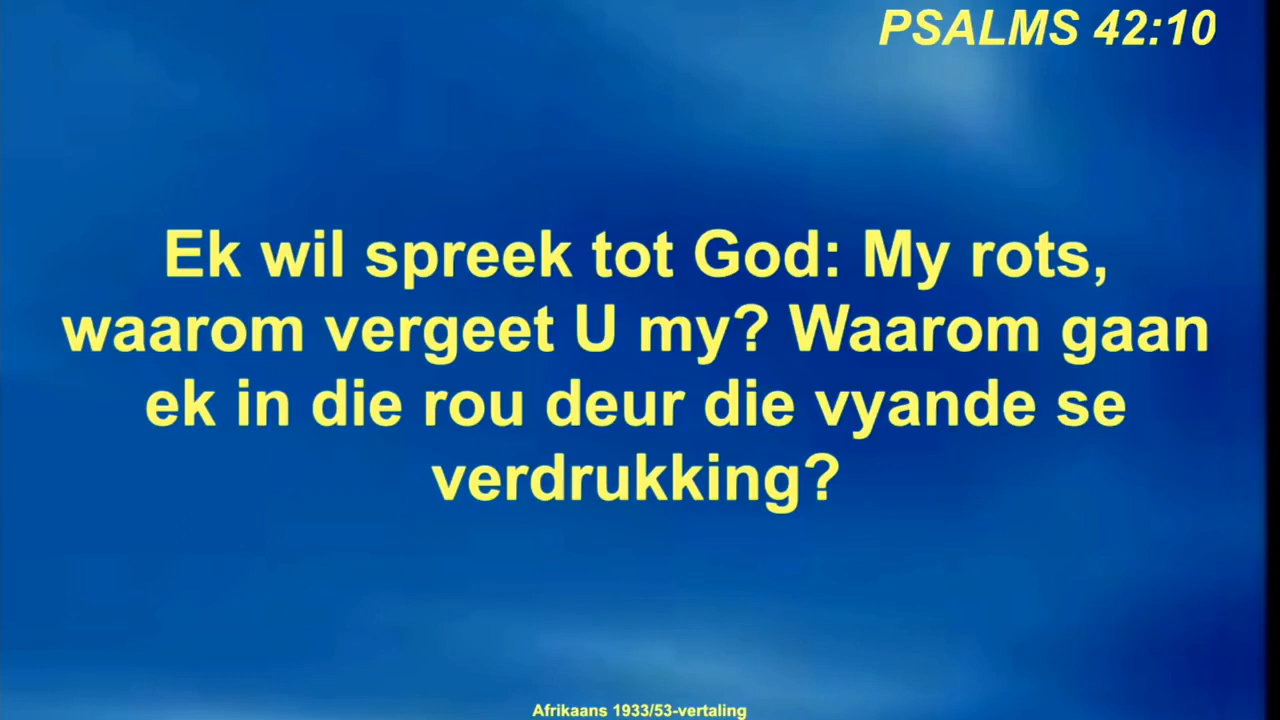 PSALMS 42:10
Ek wil spreek tot God: My rots,
waarom vergeet U my? Waarom gaan
ek in die rou deur die vyande se
verdrukking?
Afrikaans 1933/53-vertaling